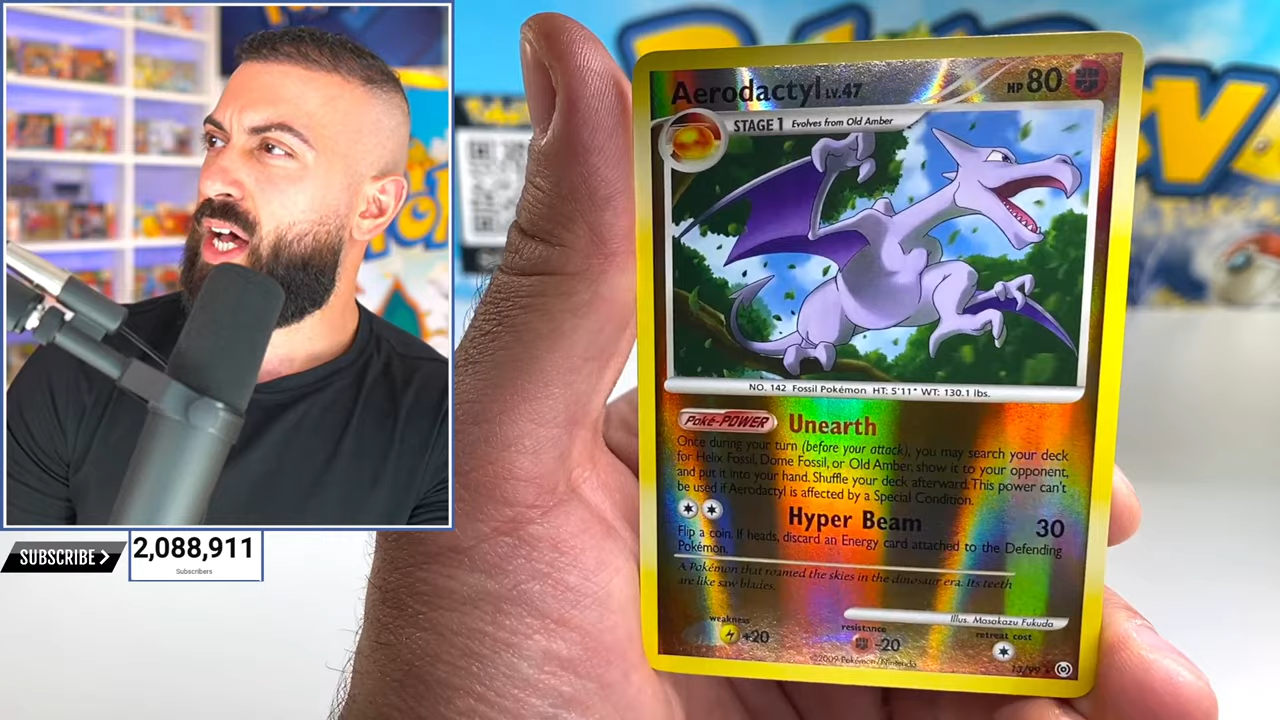 Aerodactyl LV.47 HP 80
STAGE 1 Evolves from Old Amber
NO. 142 Fossil Pokémon HT: 5'11" WT: 130.1 lbs.
Poké-POWER Unearth
Once during your turn (before your attack), you may search your deck
for Helix Fossil, Dome Fossil, or Old Amber, show it to your opponent,
and put it into your hand. Shuffle your deck afterward. This power can't
be used if Aerodactyl is affected by a Special Condition.
Hyper Beam 30
Flip a coin. If heads, discard an Energy card attached to the Defending
Pokémon.
A Pokémon that roamed the skies in the dinosaur era. Its teeth
are like saw blades.
Illus. Masakazu Fukuda
weakness resistance retreat cost
+20 -20
©2009 Pokémon/Nintendo 13/99
SUBSCRIBE
2,088,911
Subscribers